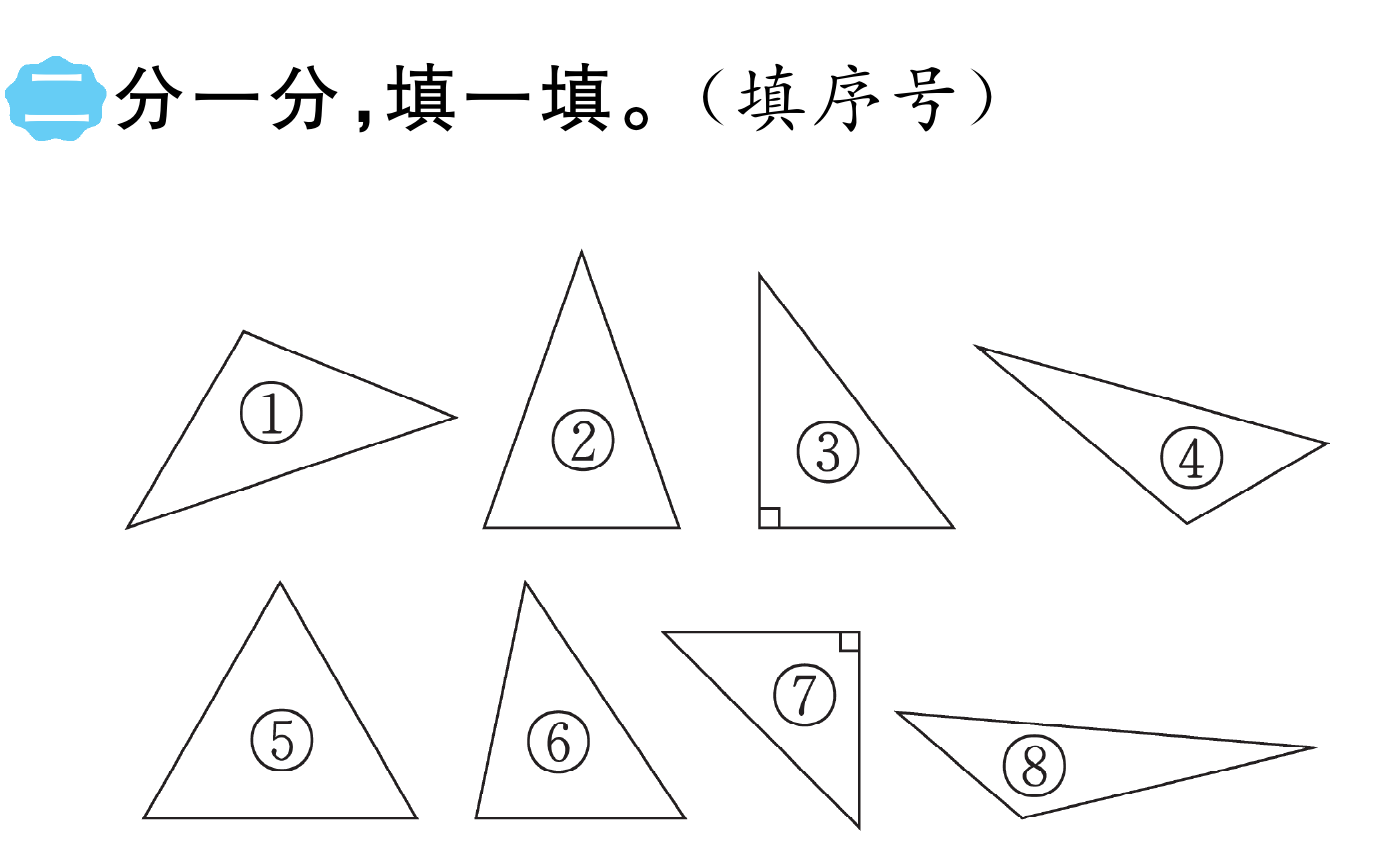 二 分一分,填一填。(填序号)
① ② ③ ④
⑤ ⑥ ⑦ ⑧